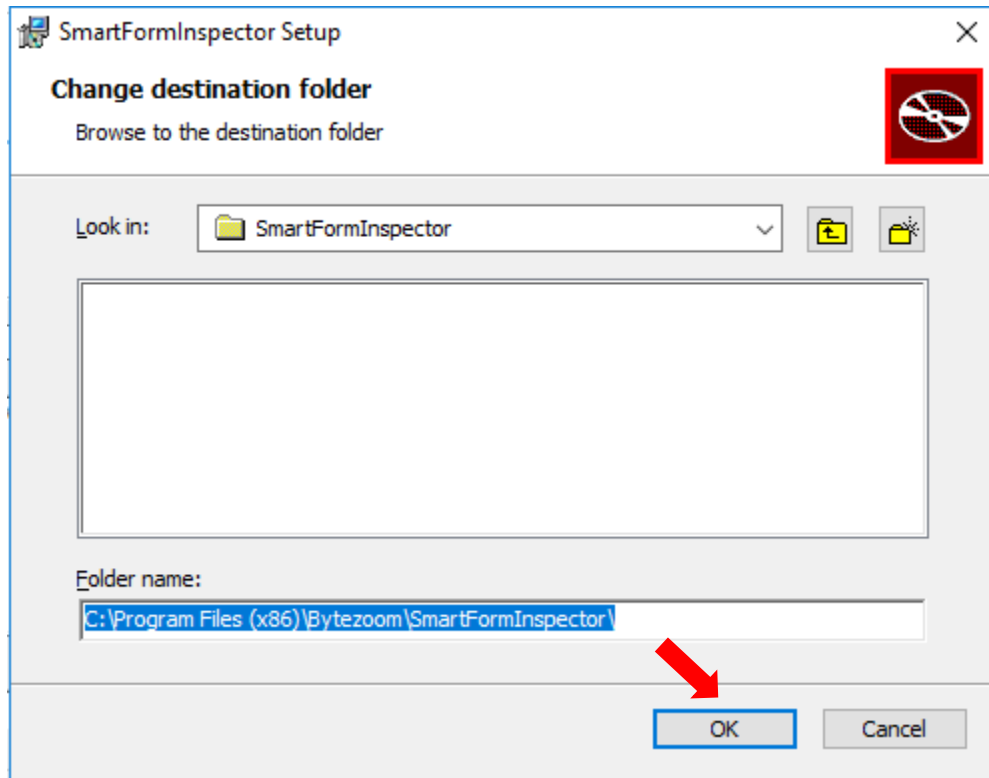 SmartFormInspector Setup
Change destination folder
Browse to the destination folder
Look in:
SmartFormInspector
Folder name:
C:\Program Files (x86)\Bytezoom\SmartFormInspector\
OK
Cancel